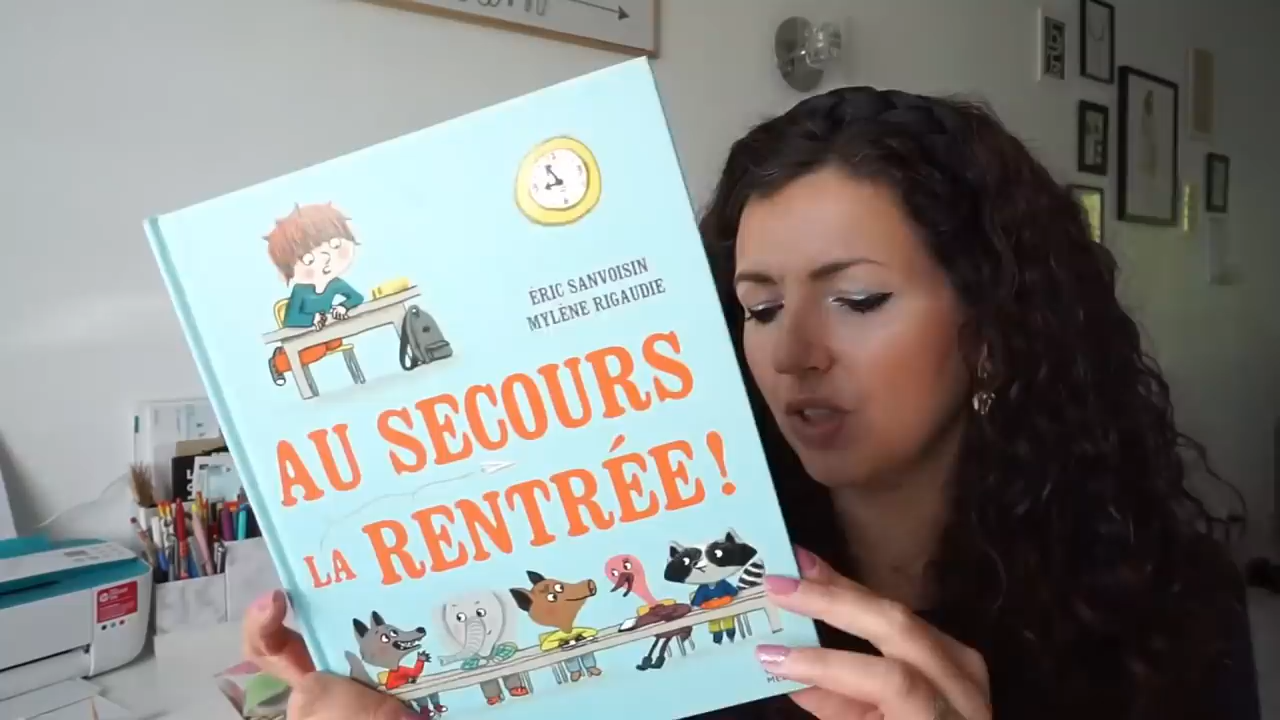 ÉRIC SANVOISIN
MYLÈNE RIGAUDIE
AU SECOURS
LA RENTRÉE !